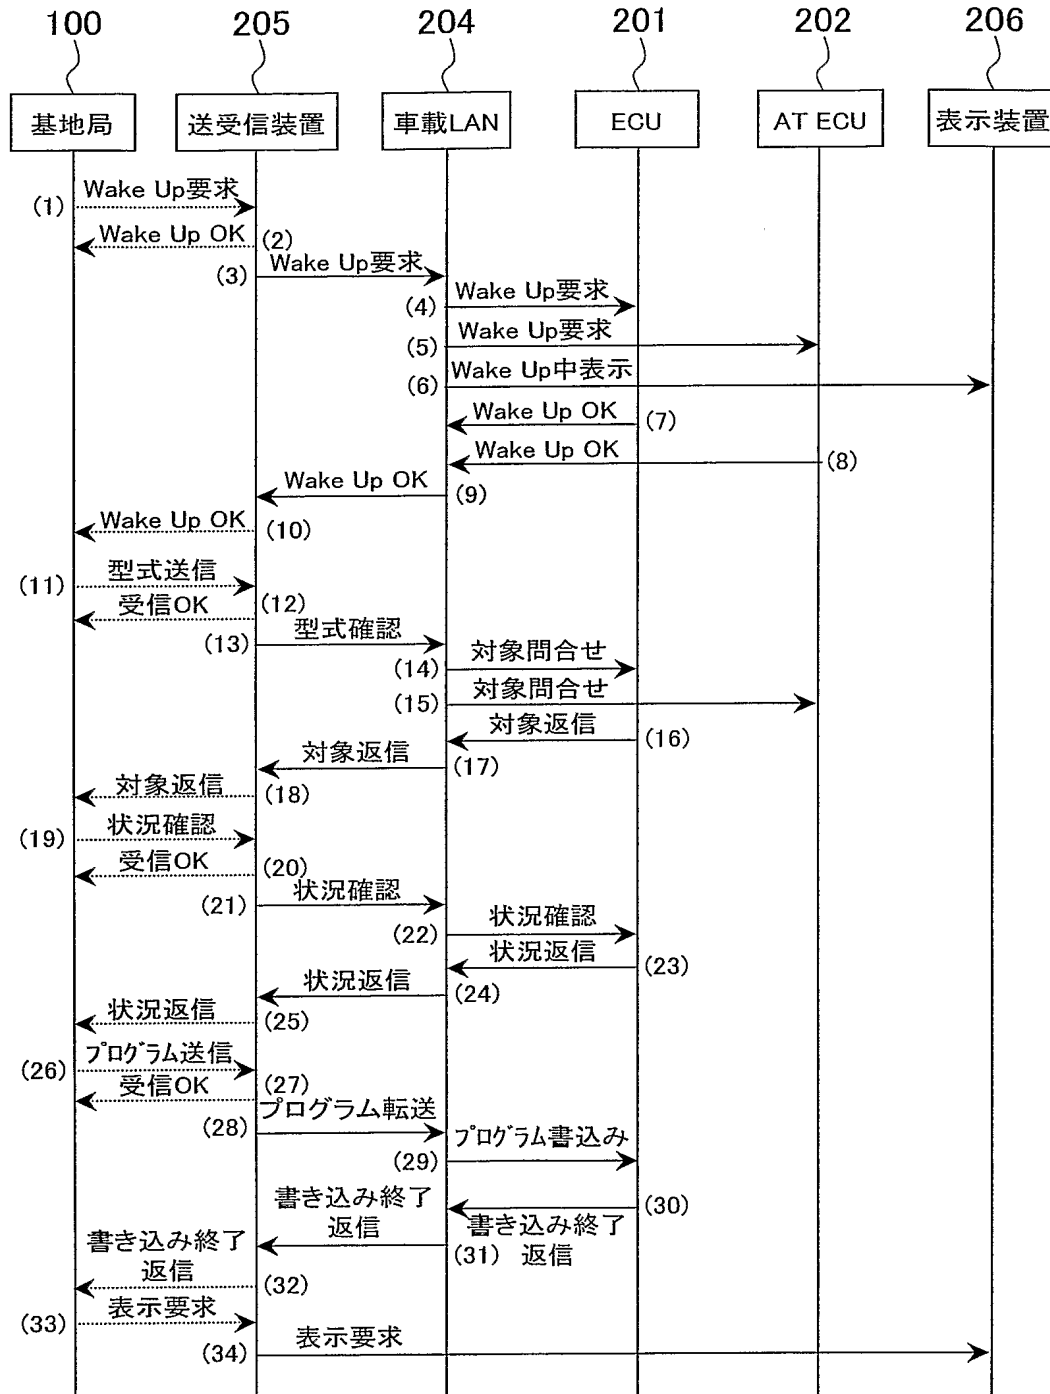 100 205 204 201 202 206
基地局 送受信装置 車載LAN ECU AT ECU 表示装置
(1) Wake Up要求
Wake Up OK (2)
(3) Wake Up要求
(4) Wake Up要求
(5) Wake Up要求
(6) Wake Up中表示
Wake Up OK (7)
Wake Up OK (8)
Wake Up OK (9)
Wake Up OK (10)
(11) 型式送信
受信OK (12)
(13) 型式確認
(14) 対象問合せ
(15) 対象問合せ
対象返信 (16)
対象返信 (17)
対象返信 (18)
(19) 状況確認
受信OK (20)
(21) 状況確認
(22) 状況確認
状況返信 (23)
状況返信 (24)
状況返信 (25)
(26) プログラム送信
受信OK (27)
(28) プログラム転送
(29) プログラム書込み
(30)
書き込み終了
返信
書き込み終了
(31) 返信
書き込み終了
返信 (32)
(33) 表示要求
(34) 表示要求